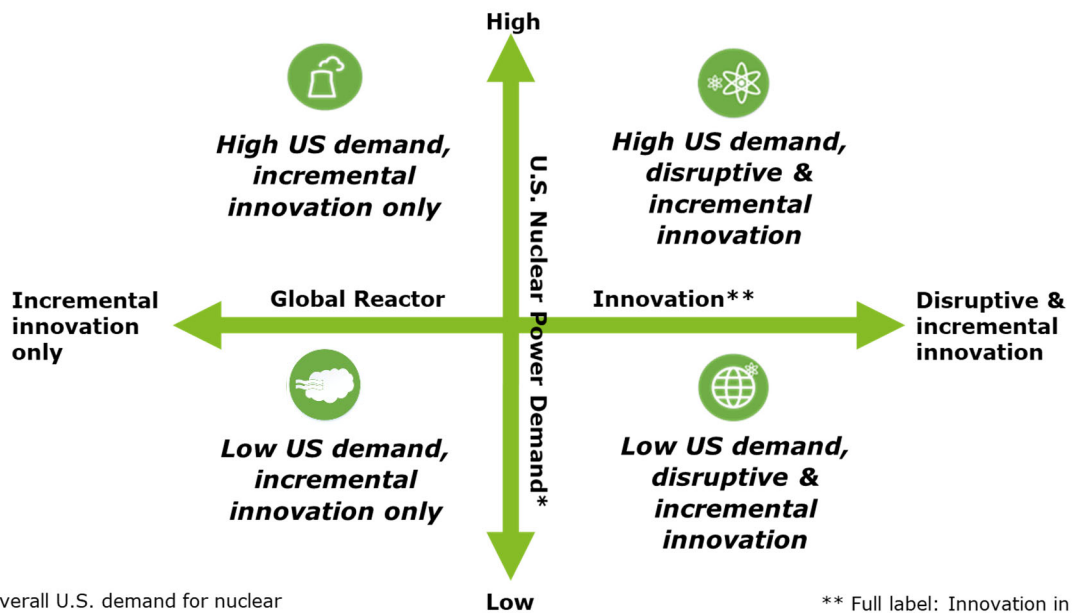 High
High US demand,
incremental
innovation only
High US demand,
disruptive &
incremental
innovation
U.S. Nuclear Power Demand*
Incremental
innovation
only
Global Reactor
Innovation**
Disruptive &
incremental
innovation
Low US demand,
incremental
innovation only
Low US demand,
disruptive &
incremental
innovation
U.S. demand for nuclear
Low
** Full label: Innovation in